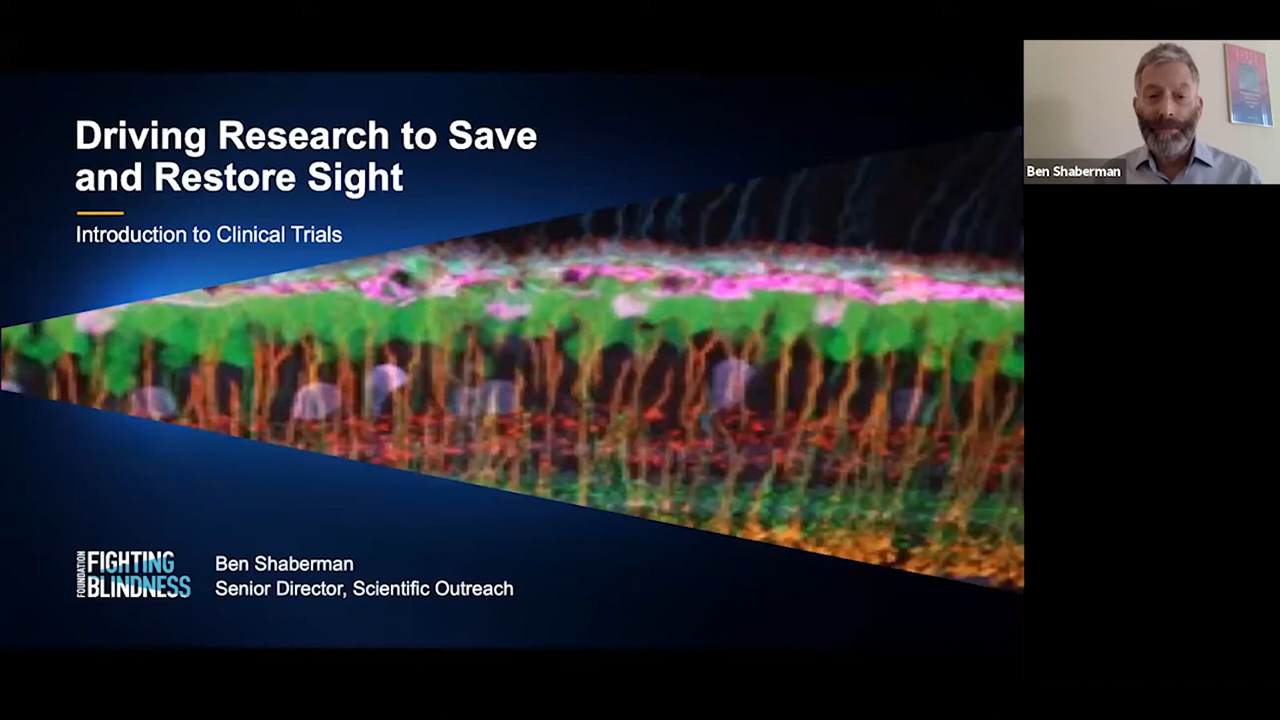 Driving Research to Save
and Restore Sight
Introduction to Clinical Trials
FOUNDATION
FIGHTING
BLINDNESS
Ben Shaberman
Senior Director, Scientific Outreach
Ben Shaberman